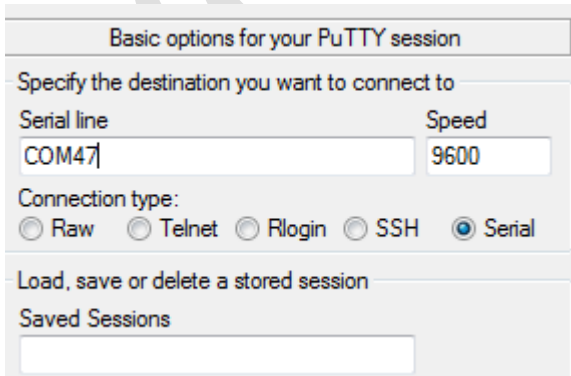 Basic options for your PuTTY session
Specify the destination you want to connect to
Serial line Speed
COM47 9600
Connection type:
Raw Telnet Rlogin SSH Serial
Load, save or delete a stored session
Saved Sessions